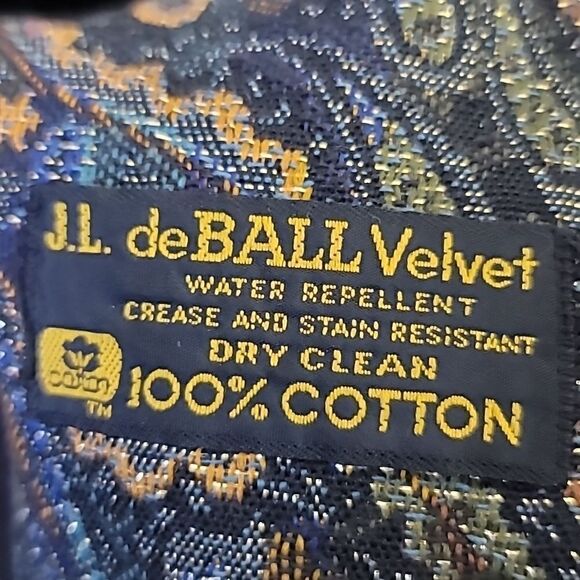 J.L. deBALL Velvet
WATER REPELLENT
CREASE AND STAIN RESISTANT
DRY CLEAN
cotton
TM
100% COTTON